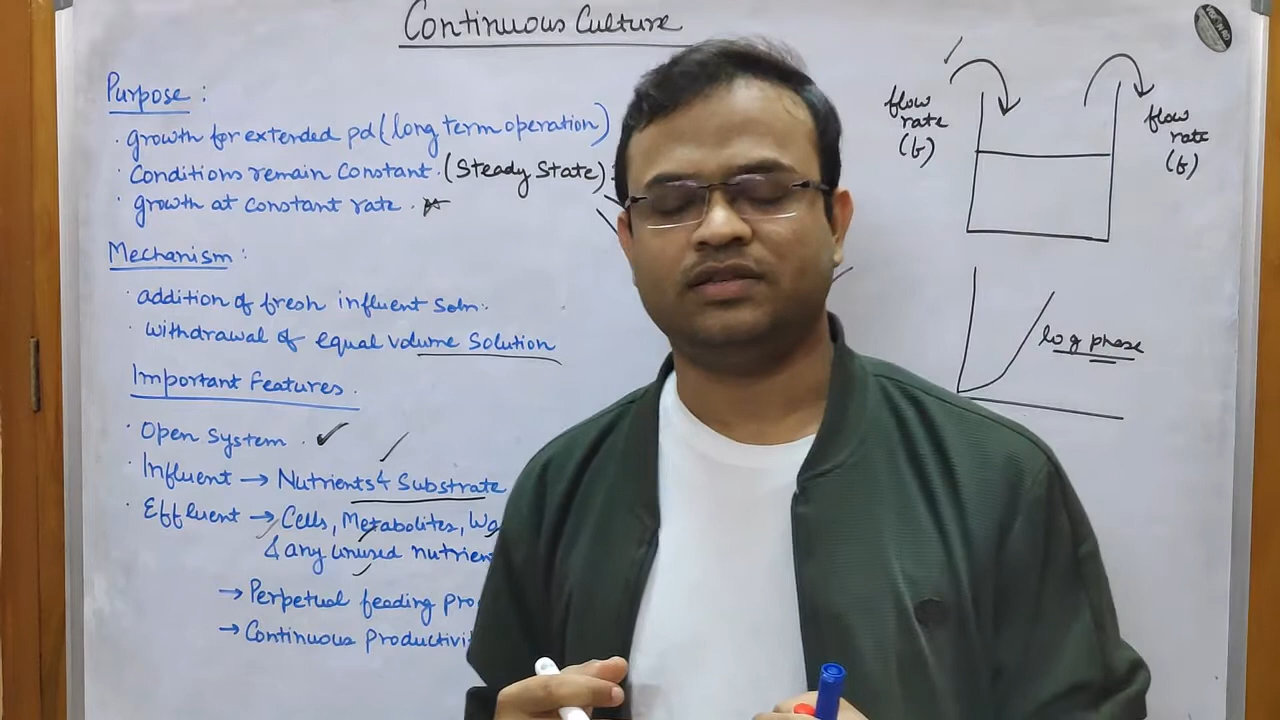 Continuous Culture
Purpose :
· growth for extended pd (long term operation)
· Conditions remain Constant. (Steady State)
· growth at constant rate.
Mechanism :
· addition of fresh influent soln.
· withdrawal of equal volume Solution
Important Features.
· Open System.
· Influent → Nutrients & Substrate
· Effluent → Cells, Metabolites, Wa
& any unused nutrien
→ Perpetual feeding pro
→ Continuous productivi
flow
rate
(f)
flow
rate
(f)
log phase